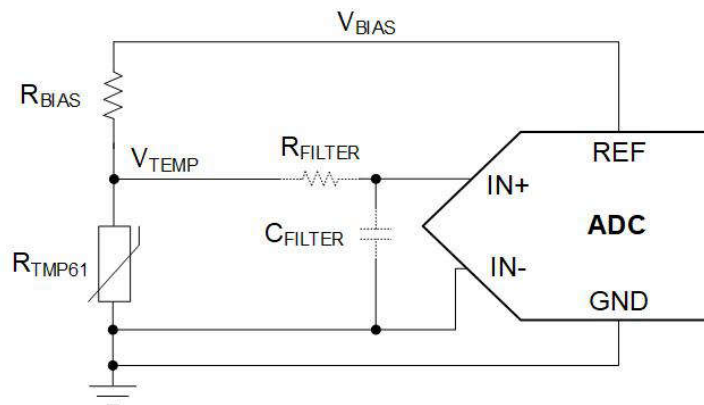 VBIAS
RBIAS
VTEMP
RFILTER
REF
IN+
ADC
CFILTER
RTMP61
IN-
GND